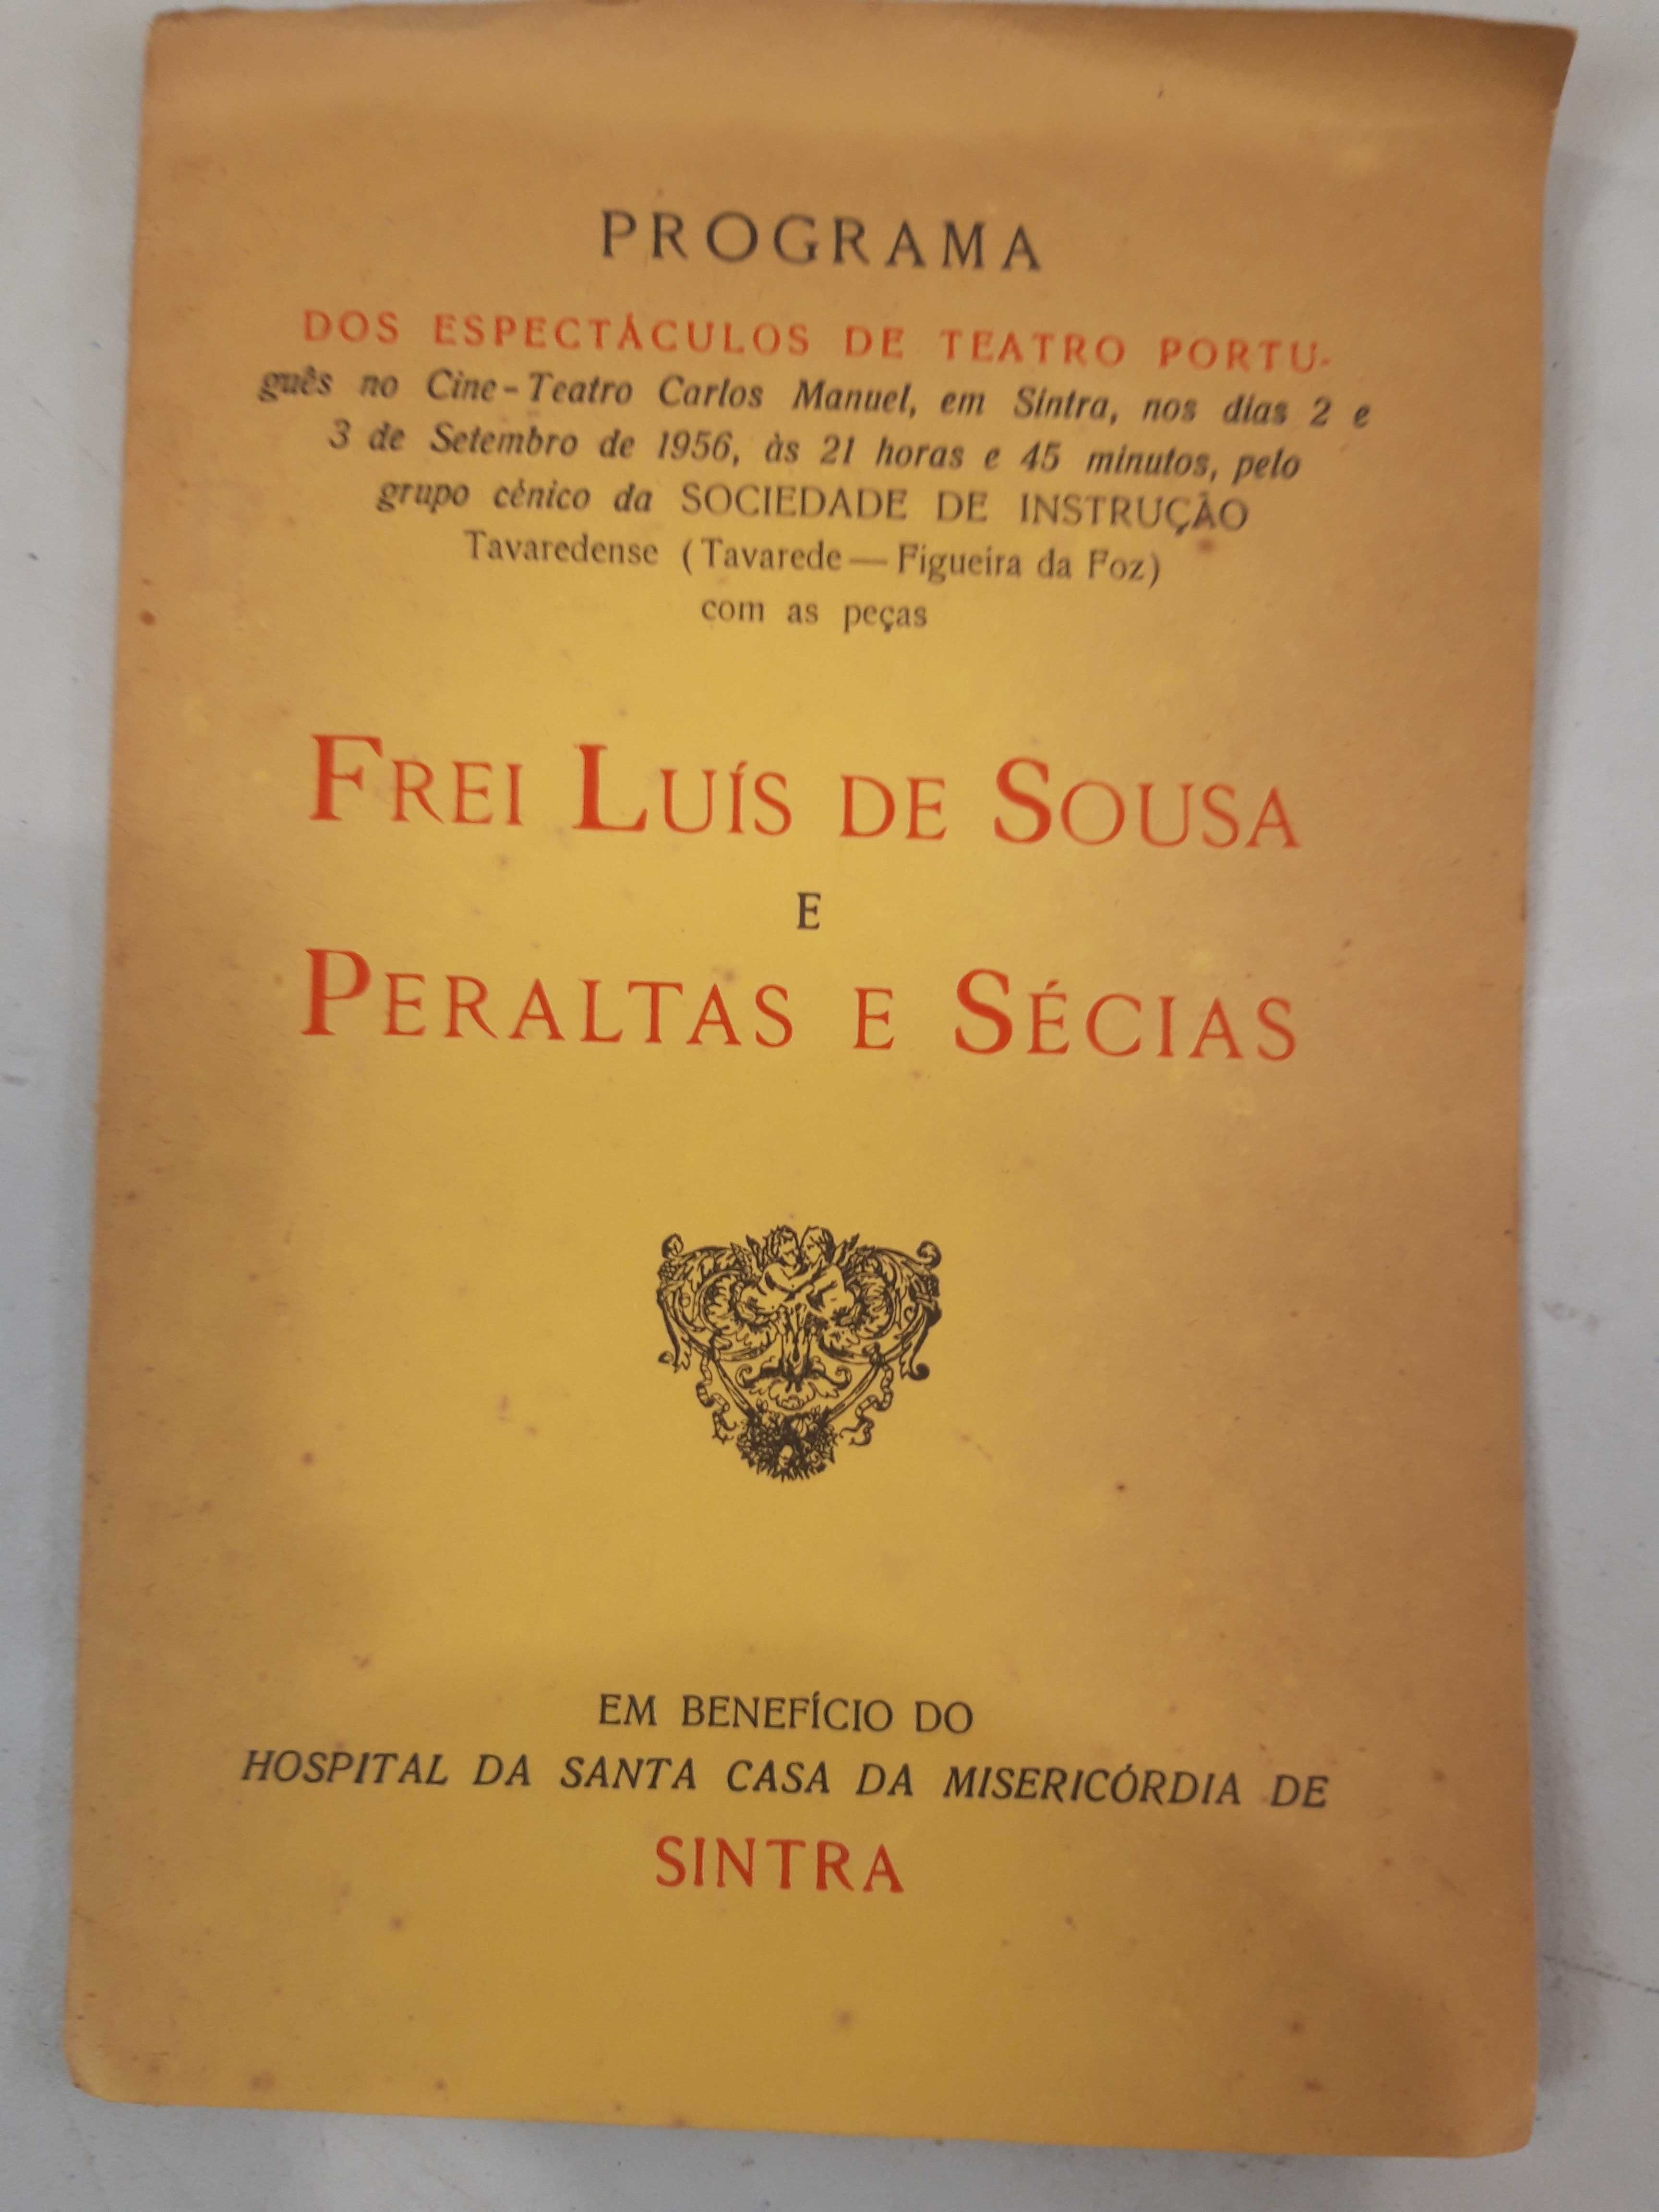 PROGRAMA
DOS ESPECTÁCULOS DE TEATRO PORTU-
guês no Cine-Teatro Carlos Manuel, em Sintra, nos dias 2 e
3 de Setembro de 1956, às 21 horas e 45 minutos, pelo
grupo cênico da SOCIEDADE DE INSTRUÇÃO
Tavaredense (Tavarede — Figueira da Foz)
com as peças
FREI LUÍS DE SOUSA
E
PERALTAS E SÉCIAS
EM BENEFÍCIO DO
HOSPITAL DA SANTA CASA DA MISERICÓRDIA DE
SINTRA